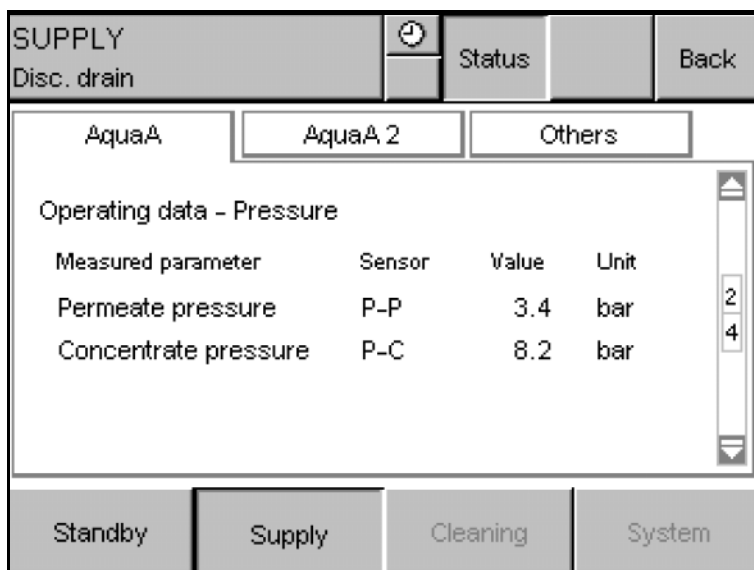 SUPPLY
Disc. drain
Status
Back
AquaA
AquaA 2
Others
Operating data - Pressure
Measured parameter Sensor Value Unit
Permeate pressure P-P 3.4 bar
Concentrate pressure P-C 8.2 bar
2
4
Standby
Supply
Cleaning
System